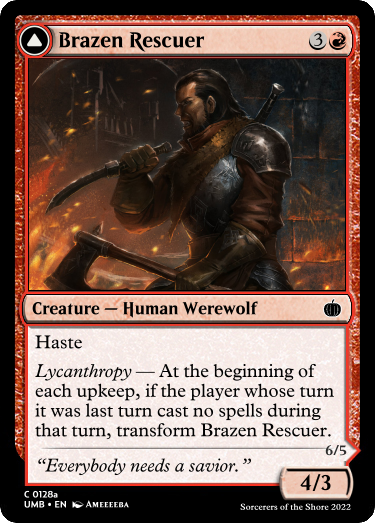 Brazen Rescuer 3
Creature — Human Werewolf
Haste
Lycanthropy — At the beginning of
each upkeep, if the player whose turn
it was last turn cast no spells during
that turn, transform Brazen Rescuer.
6/5
“Everybody needs a savior.”
4/3
C 0128a
UMB • EN AMEEEBA
Sorcerers of the Shore 2022